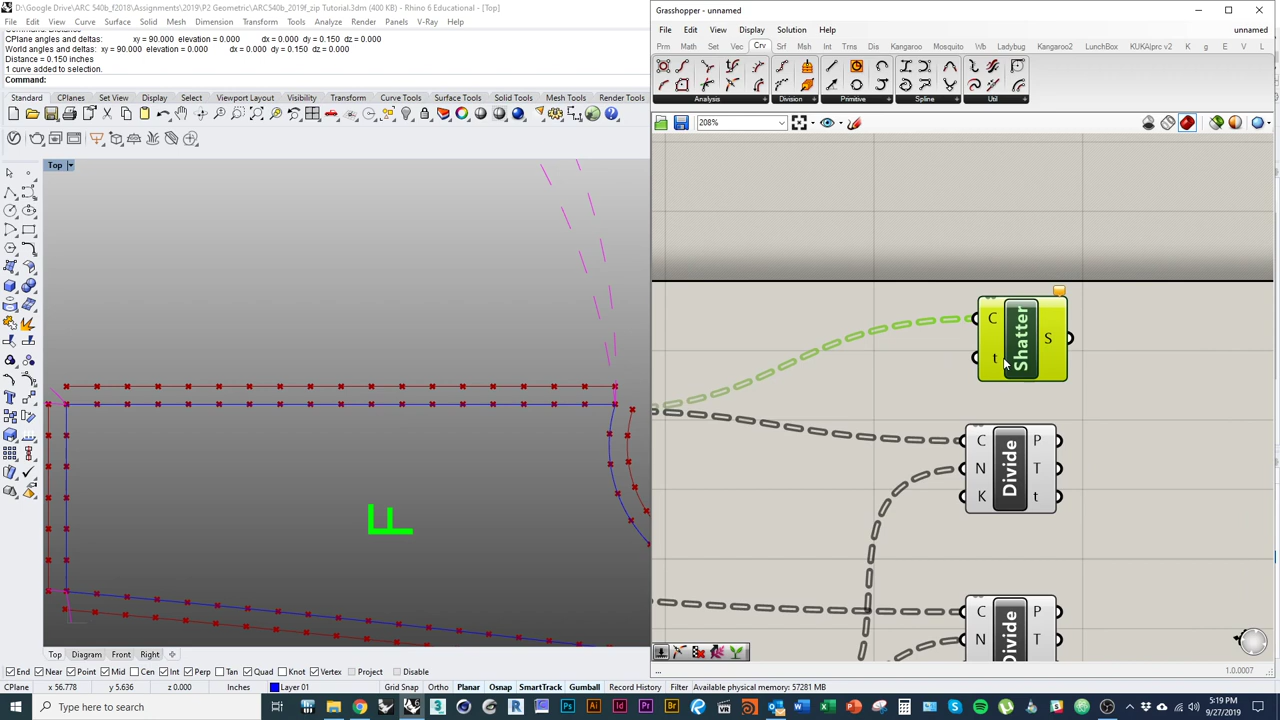 D:\Google Drive\ARC 540b_f2018\Assignments\2019\P2 Geometric\ARC540b_2019f_zip Tutorial.3dm (400 KB) - Rhino 6 Educational - [Top]
File Edit View Curve Surface Solid Mesh Dimension Transform Tools Analyze Render Panels V-Ray Help
CPlane angles and deltas: xy = 90.000 elevation = 0.000 dx = 0.000 dy = 0.150 dz = 0.000
World angles and deltas: xy = 90.000 elevation = 0.000 dx = 0.000 dy = 0.150 dz = 0.000
Distance = 0.150 inches
1 curve added to selection.
Command:
Standard CPlanes Set View Display Select Viewport Layout Visibility Transform Curve Tools Surface Tools Solid Tools Mesh Tools Render Tools
Top
F
Top Diagram Front Right
End Near Point Mid Cen Int Perp Tan Quad Knot Vertex Project Disable
CPlane x 56.778 y 5.636 z 0.000 Inches Layer 01 Grid Snap Ortho Planar Osnap SmartTrack Gumball Record History Filter Available physical memory: 57281 MB
Grasshopper - unnamed
File Edit View Display Solution Help unnamed
Prm Math Set Vec Crv Srf Msh Int Trns Dis Kangaroo Mosquito Wb Ladybug Kangaroo2 LunchBox KUKA|prc v2 K g E V L
Analysis Division Primitive Spline Util
208%
C
t
Shatter
S
C
N
K
Divide
P
T
t
C
N
Divide
P
T
...
1.0.0007
Type here to search
5:19 PM
9/27/2019